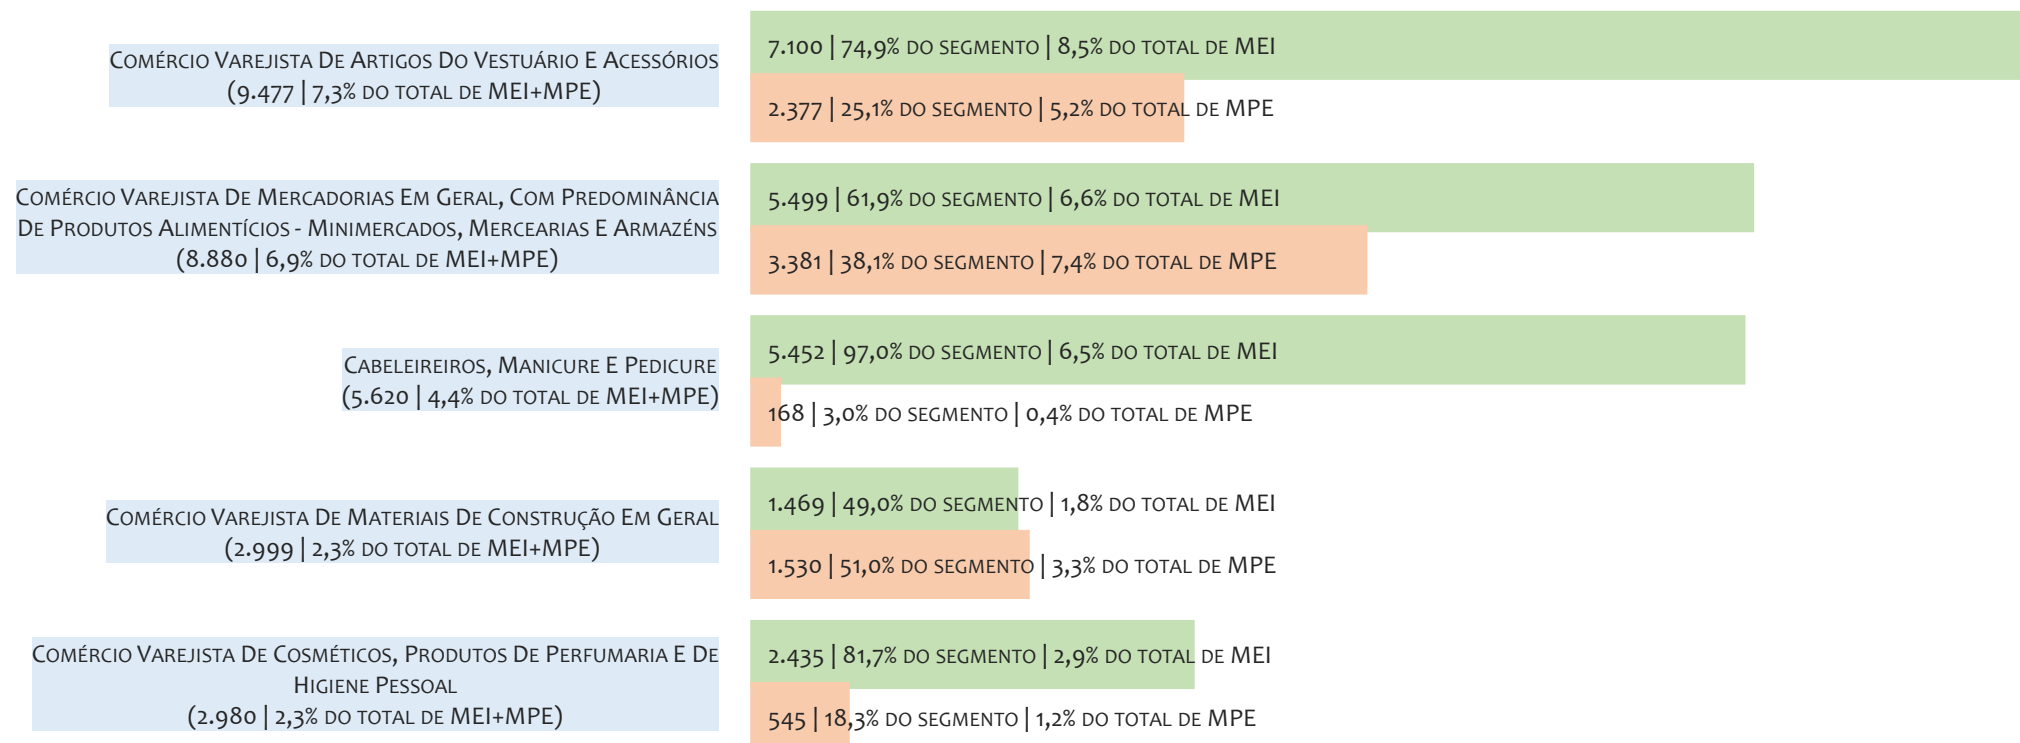 Comércio Varejista De Artigos Do Vestuário E Acessórios
(9.477 | 7,3% do total de MEI+MPE)
7.100 | 74,9% do segmento | 8,5% do total de MEI
2.377 | 25,1% do segmento | 5,2% do total de MPE
Comércio Varejista De Mercadorias Em Geral, Com Predominância
De Produtos Alimentícios - Minimercados, Mercearias E Armazéns
(8.880 | 6,9% do total de MEI+MPE)
5.499 | 61,9% do segmento | 6,6% do total de MEI
3.381 | 38,1% do segmento | 7,4% do total de MPE
Cabeleireiros, Manicure E Pedicure
(5.620 | 4,4% do total de MEI+MPE)
5.452 | 97,0% do segmento | 6,5% do total de MEI
168 | 3,0% do segmento | 0,4% do total de MPE
Comércio Varejista De Materiais De Construção Em Geral
(2.999 | 2,3% do total de MEI+MPE)
1.469 | 49,0% do segmento | 1,8% do total de MEI
1.530 | 51,0% do segmento | 3,3% do total de MPE
Comércio Varejista De Cosméticos, Produtos De Perfumaria E De
Higiene Pessoal
(2.980 | 2,3% do total de MEI+MPE)
2.435 | 81,7% do segmento | 2,9% do total de MEI
545 | 18,3% do segmento | 1,2% do total de MPE